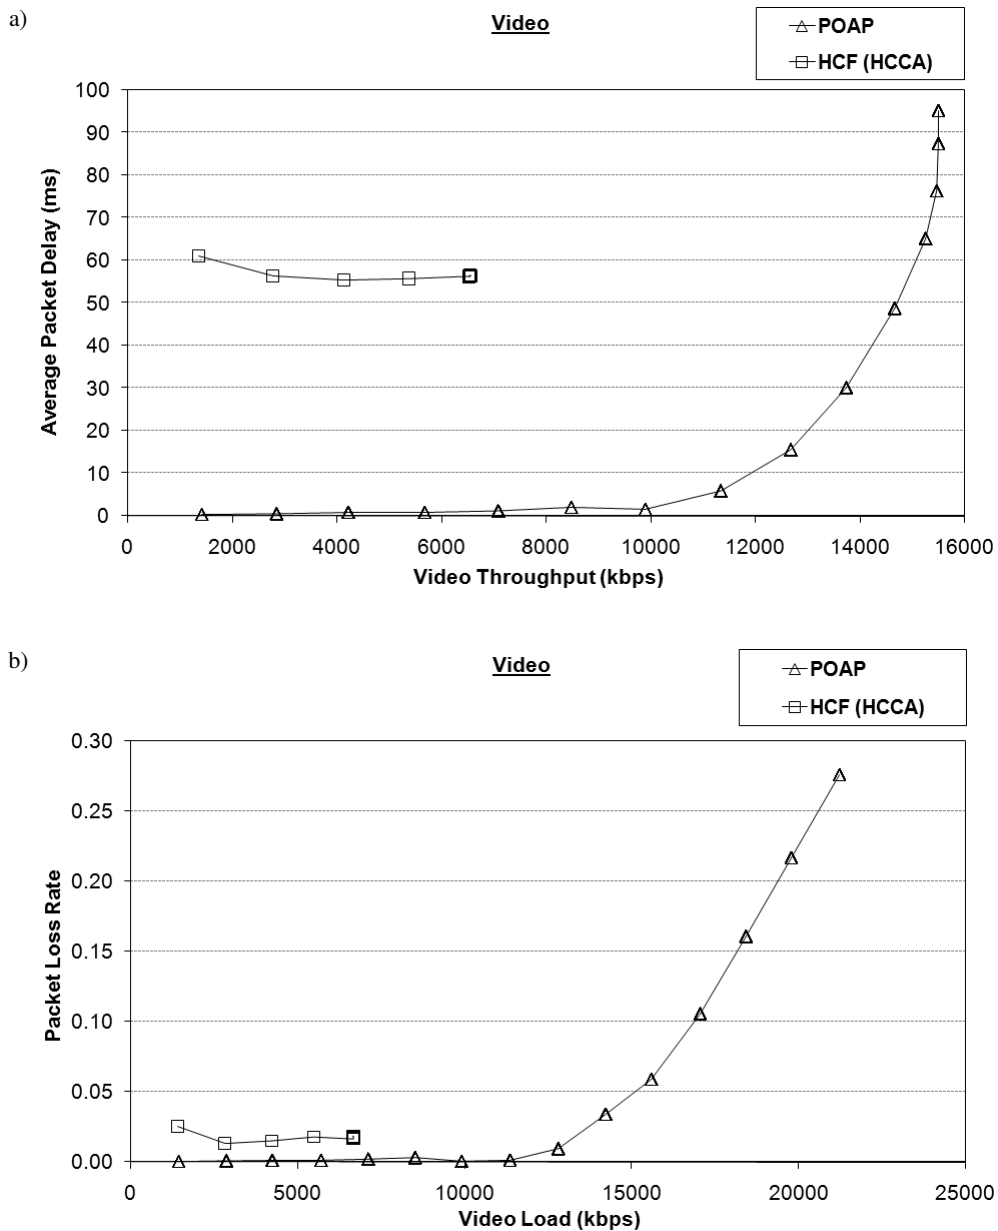 a)
Video
POAP
HCF (HCCA)
100
90
80
70
60
50
40
30
20
10
0
Average Packet Delay (ms)
0 2000 4000 6000 8000 10000 12000 14000 16000
Video Throughput (kbps)
b)
Video
POAP
HCF (HCCA)
0.30
0.25
0.20
0.15
0.10
0.05
0.00
Packet Loss Rate
0 5000 10000 15000 20000 25000
Video Load (kbps)